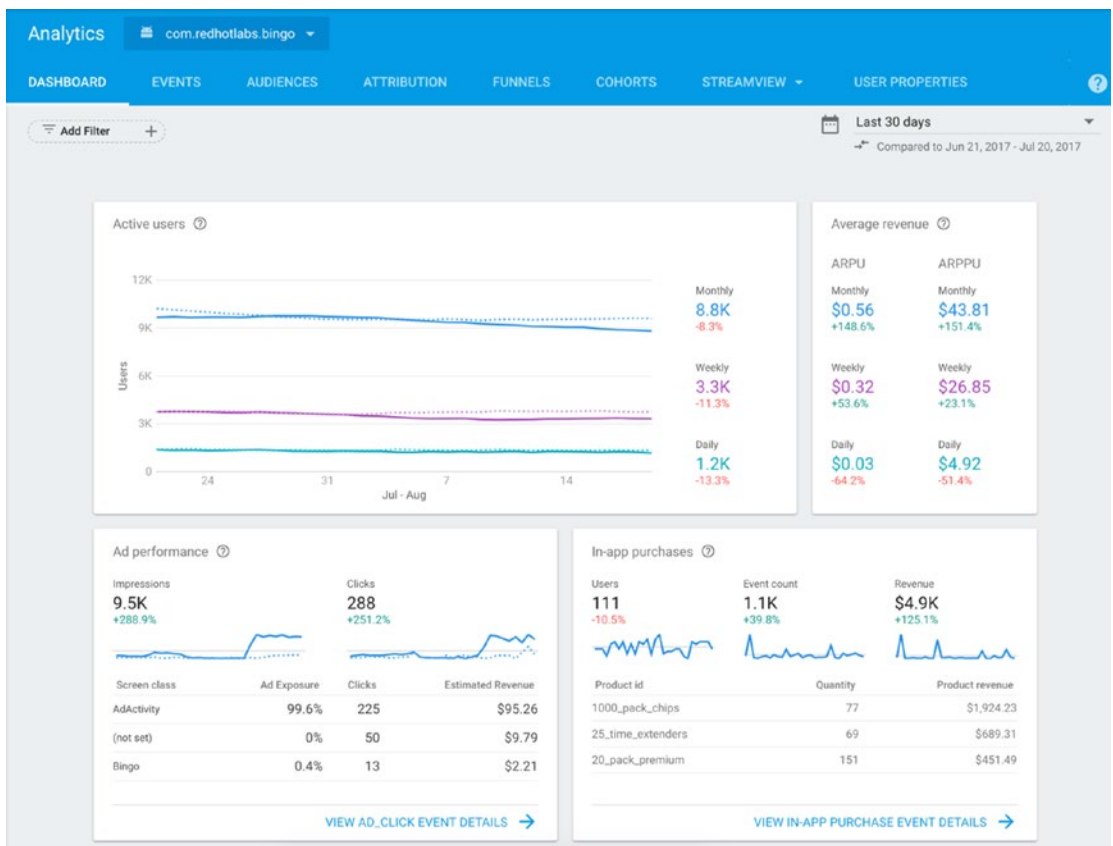 Analytics com.redhotlabs.bingo
DASHBOARD EVENTS AUDIENCES ATTRIBUTION FUNNELS COHORTS STREAMVIEW USER PROPERTIES ?
Add Filter +
Last 30 days
Compared to Jun 21, 2017 - Jul 20, 2017
Active users ?
12K
9K
6K
3K
0
Users
24 31 7 14
Jul - Aug
Monthly
8.8K
-8.3%
Weekly
3.3K
-11.3%
Daily
1.2K
-13.3%
Average revenue ?
ARPU ARPPU
Monthly Monthly
$0.56 $43.81
+148.6% +151.4%
Weekly Weekly
$0.32 $26.85
+53.6% +23.1%
Daily Daily
$0.03 $4.92
-64.2% -51.4%
Ad performance ?
Impressions Clicks
9.5K 288
+288.9% +251.2%
Screen class Ad Exposure Clicks Estimated Revenue
AdActivity 99.6% 225 $95.26
(not set) 0% 50 $9.79
Bingo 0.4% 13 $2.21
VIEW AD_CLICK EVENT DETAILS
In-app purchases ?
Users Event count Revenue
111 1.1K $4.9K
-10.5% +39.8% +125.1%
Product id Quantity Product revenue
1000_pack_chips 77 $1,924.23
25_time_extenders 69 $689.31
20_pack_premium 151 $451.49
VIEW IN-APP PURCHASE EVENT DETAILS